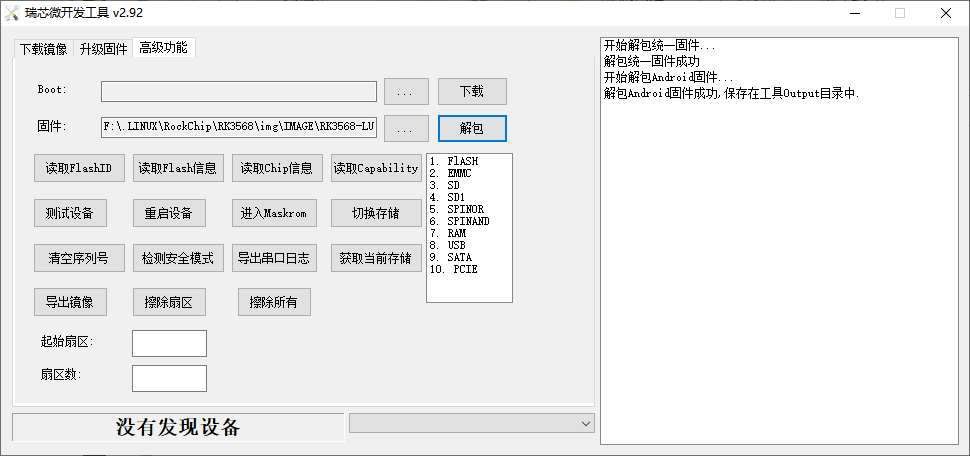 瑞芯微开发工具 v2.92
下载镜像 升级固件 高级功能
Boot: ... 下载
固件: F:\.LINUX\RockChip\RK3568\img\IMAGE\RK3568-LU ... 解包
读取FlashID 读取Flash信息 读取Chip信息 读取Capability
测试设备 重启设备 进入Maskrom 切换存储
清空序列号 检测安全模式 导出串口日志 获取当前存储
导出镜像 擦除扇区 擦除所有
1. FlASH
2. EMMC
3. SD
4. SD1
5. SPINOR
6. SPINAND
7. RAM
8. USB
9. SATA
10. PCIE
起始扇区:
扇区数:
没有发现设备
开始解包统一固件...
解包统一固件成功
开始解包Android固件...
解包Android固件成功,保存在工具Output目录中.